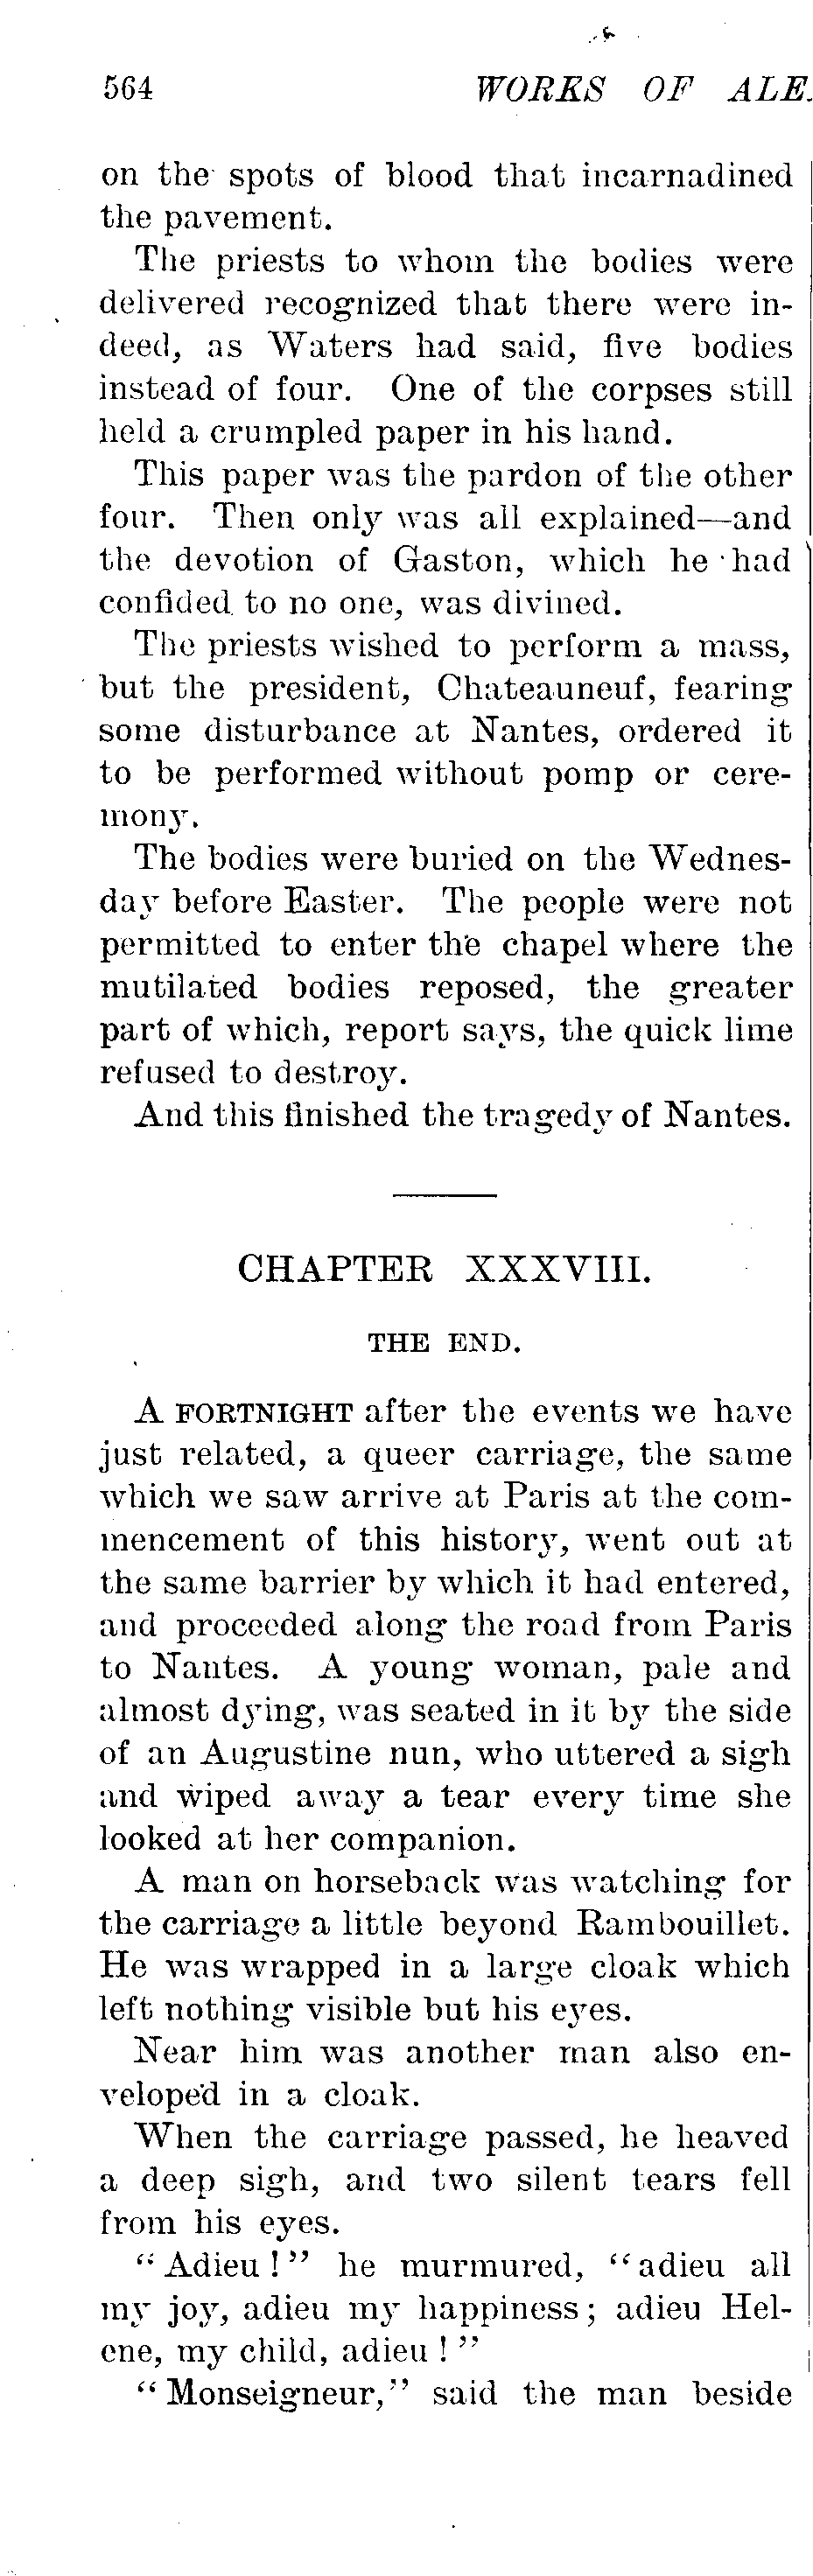 564 WORKS OF ALE.
on the spots of blood that incarnadined
the pavement.
The priests to whom the bodies were
delivered recognized that there were in-
deed, as Waters had said, five bodies
instead of four. One of the corpses still
held a crumpled paper in his hand.
This paper was the pardon of the other
four. Then only was all explained—and
the devotion of Gaston, which he had
confided to no one, was divined.
The priests wished to perform a mass,
but the president, Chateauneuf, fearing
some disturbance at Nantes, ordered it
to be performed without pomp or cere-
mony.
The bodies were buried on the Wednes-
day before Easter. The people were not
permitted to enter the chapel where the
mutilated bodies reposed, the greater
part of which, report says, the quick lime
refused to destroy.
And this finished the tragedy of Nantes.
CHAPTER XXXVIII.
THE END.
A FORTNIGHT after the events we have
just related, a queer carriage, the same
which we saw arrive at Paris at the com-
mencement of this history, went out at
the same barrier by which it had entered,
and proceeded along the road from Paris
to Nantes. A young woman, pale and
almost dying, was seated in it by the side
of an Augustine nun, who uttered a sigh
and wiped away a tear every time she
looked at her companion.
A man on horseback was watching for
the carriage a little beyond Rambouillet.
He was wrapped in a large cloak which
left nothing visible but his eyes.
Near him was another man also en-
veloped in a cloak.
When the carriage passed, he heaved
a deep sigh, and two silent tears fell
from his eyes.
"Adieu!" he murmured, "adieu all
my joy, adieu my happiness; adieu Hel-
ene, my child, adieu!"
"Monseigneur," said the man beside